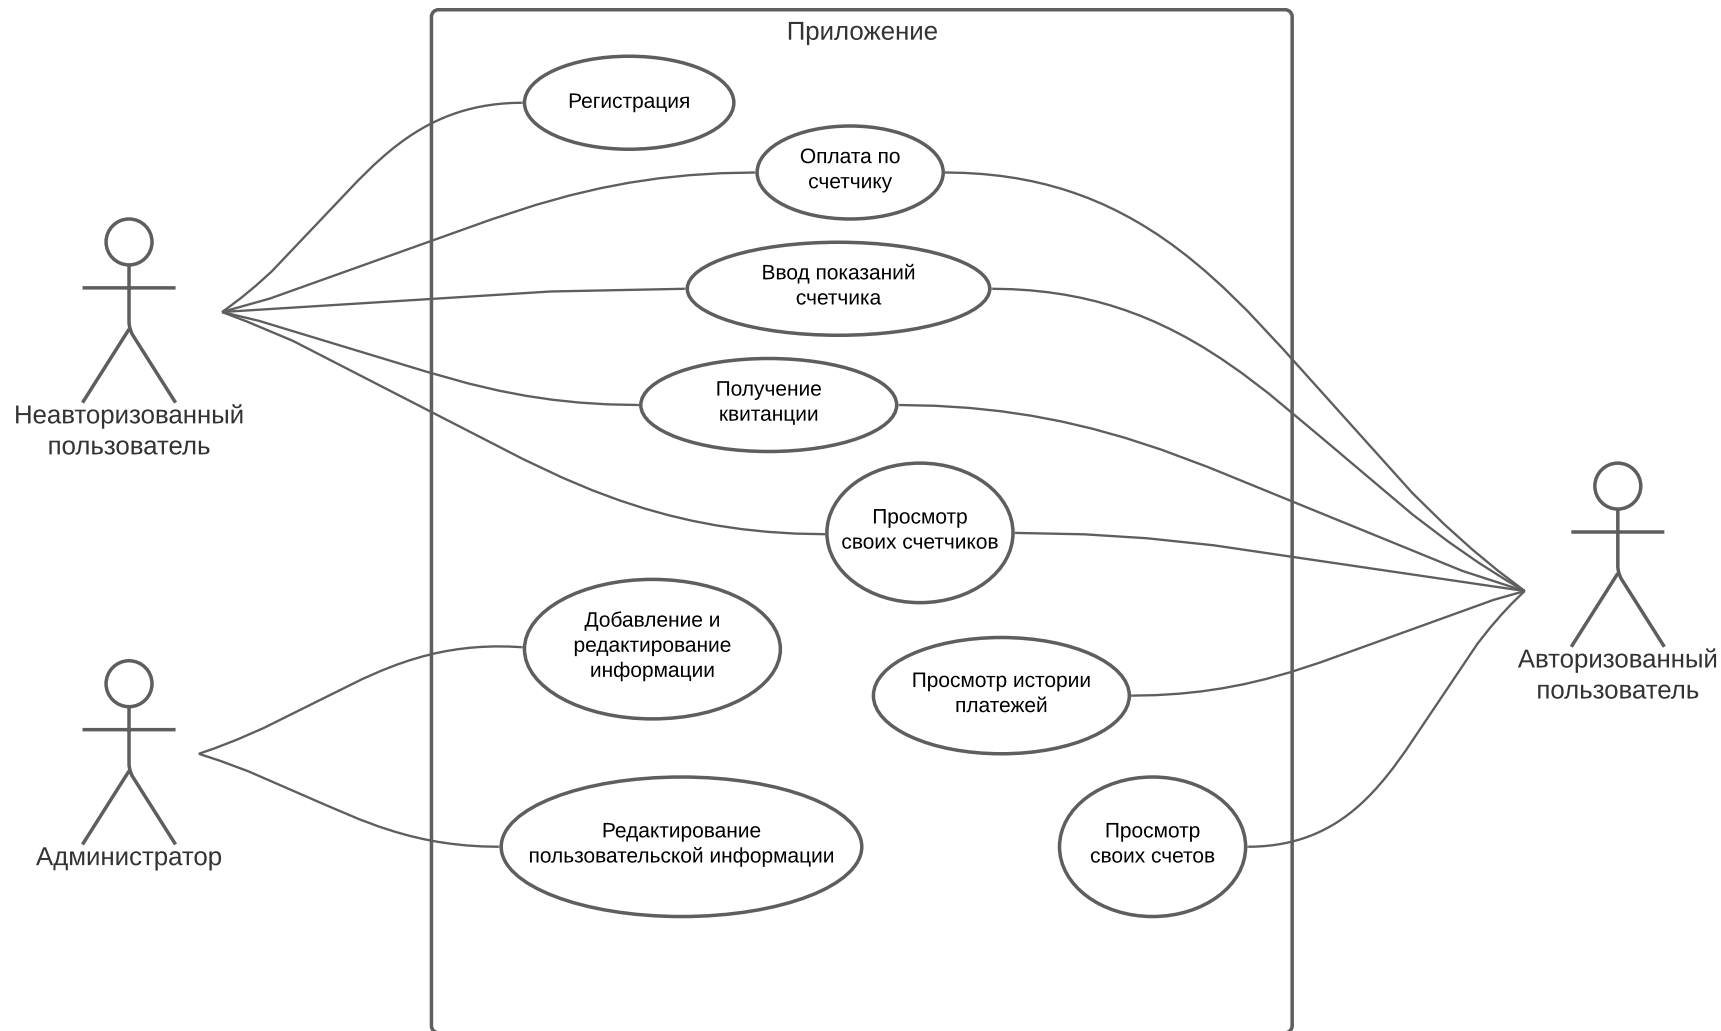 Приложение
Регистрация
Оплата по
счетчику
Ввод показаний
счетчика
Получение
квитанции
Неавторизованный
пользователь
Просмотр
своих счетчиков
Добавление и
редактирование
информации
Просмотр истории
платежей
Авторизованный
пользователь
Администратор
Редактирование
пользовательской информации
Просмотр
своих счетов